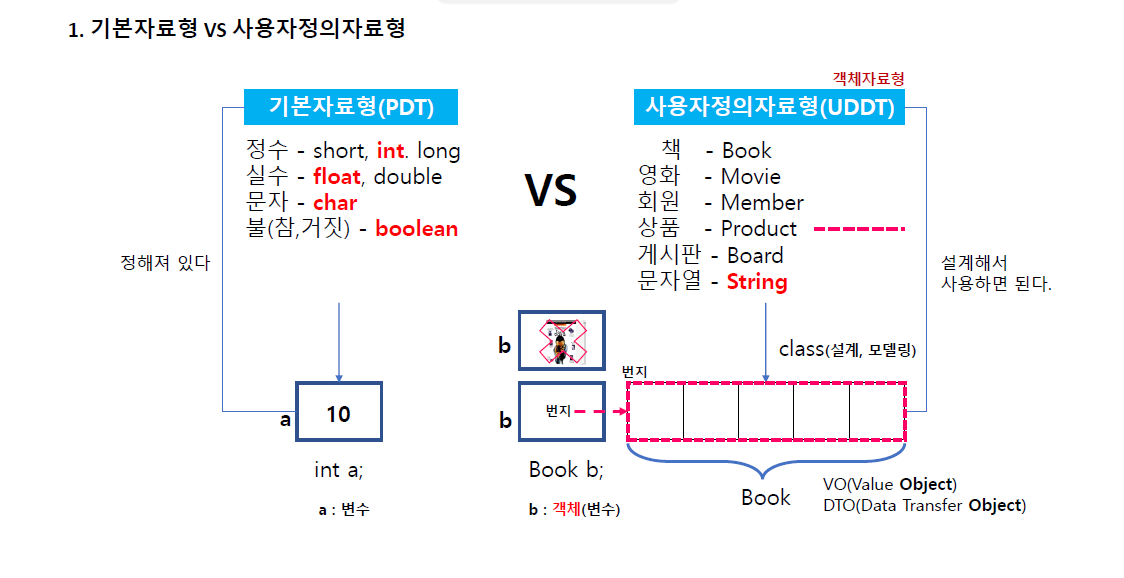 1. 기본자료형 VS 사용자정의자료형
객체자료형
기본자료형(PDT)
정수 - short, int. long
실수 - float, double
문자 - char
불(참,거짓) - boolean
정해져 있다
VS
사용자정의자료형(UDDT)
책 - Book
영화 - Movie
회원 - Member
상품 - Product
게시판 - Board
문자열 - String
설계해서
사용하면 된다.
class(설계, 모델링)
a
10
int a;
a : 변수
b
b
번지
번지
Book b;
b : 객체(변수)
Book
VO(Value Object)
DTO(Data Transfer Object)